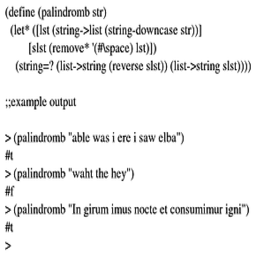 (define (palindromb str)
(let* ([lst (string->list (string-downcase str))]
[slst (remove* '(#\space) lst)])
(string=? (list->string (reverse slst)) (list->string slst))))
;;example output
> (palindromb "able was i ere i saw elba")
#t
> (palindromb "waht the hey")
#f
> (palindromb "In girum imus nocte et consumimur igni")
#t
>